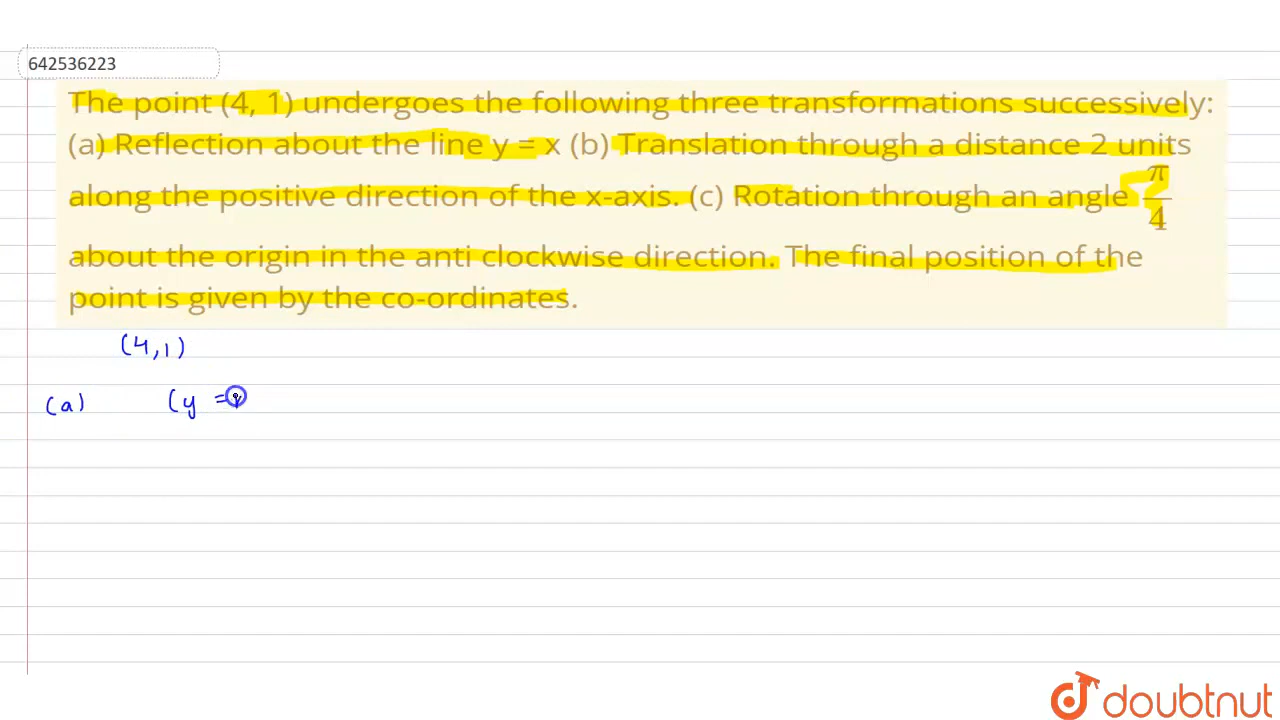 642536223
The point (4, 1) undergoes the following three transformations successively:
(a) Reflection about the line y = x (b) Translation through a distance 2 units
along the positive direction of the x-axis. (c) Rotation through an angle π/4
about the origin in the anti clockwise direction. The final position of the
point is given by the co-ordinates.
(4,1)
(a) (y =
doubtnut